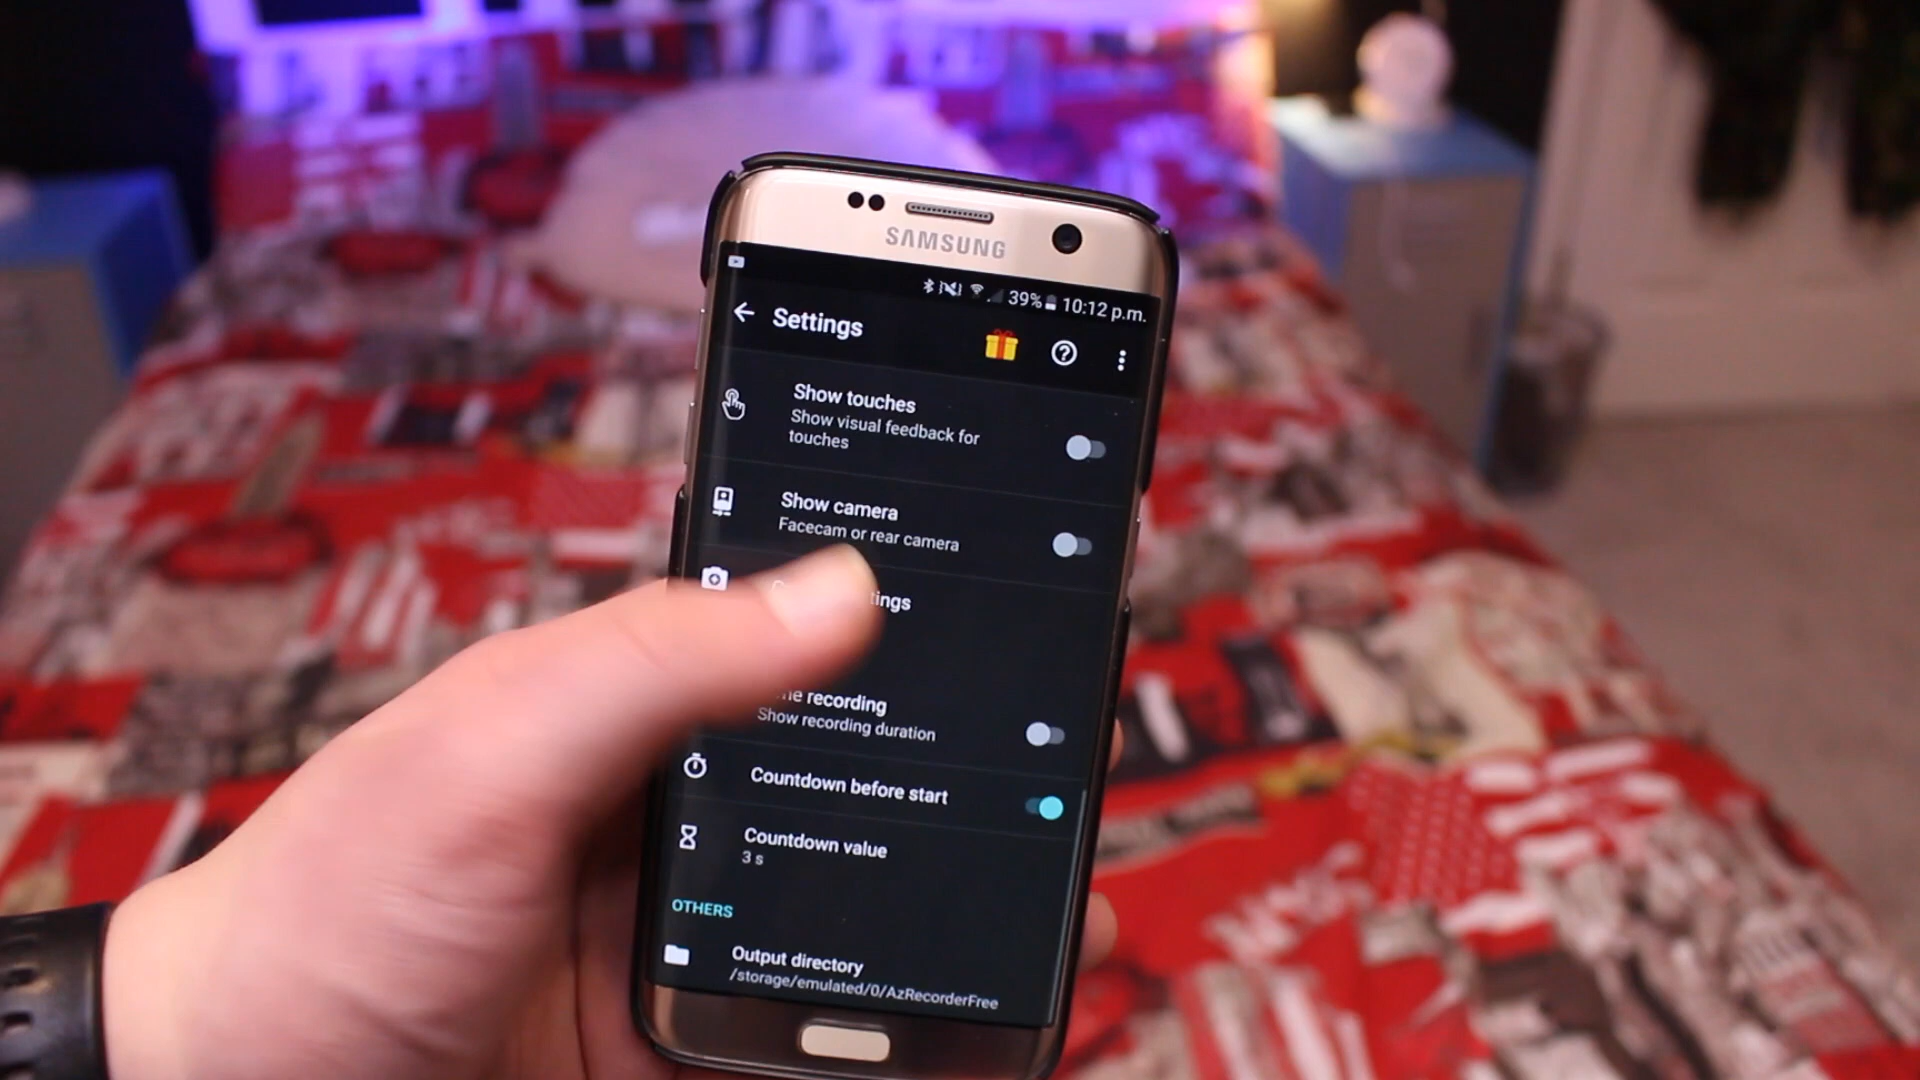 SAMSUNG
39% 10:12 p.m.
Settings
Show touches
Show visual feedback for
touches
Show camera
Facecam or rear camera
recording
Show recording duration
Countdown before start
Countdown value
3 s
OTHERS
Output directory
/storage/emulated/0/AzRecorderFree